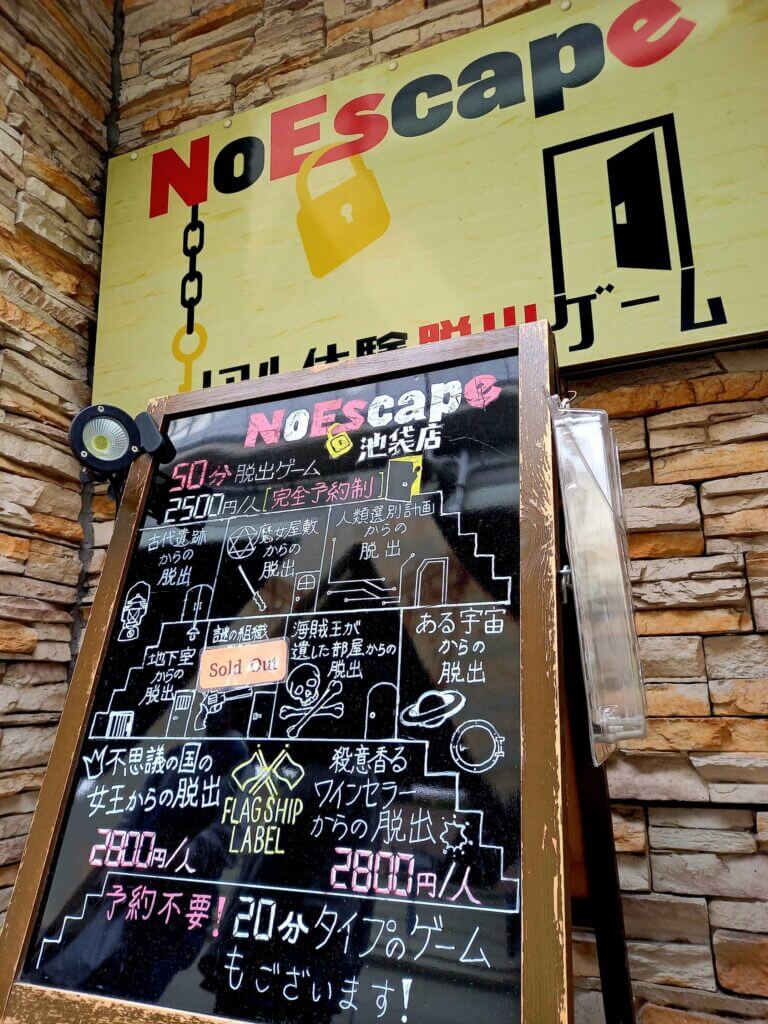 NoEscape
体験脱出ゲーム
NoEscape
池袋店
50分脱出ゲーム
2500円/人[完全予約制]
古代遺跡
からの
脱出
魔女屋敷
からの
脱出
人類選別計画
からの
脱出
地下室
からの
脱出
謎の組織
Sold Out
海賊王が
遺した部屋からの
脱出
ある宇宙
からの
脱出
不思議の国の
女王からの脱出
2800円/人
FLAGSHIP
LABEL
殺意香る
ワインセラー
からの脱出
2800円/人
予約不要!20分タイプのゲーム
もございます!